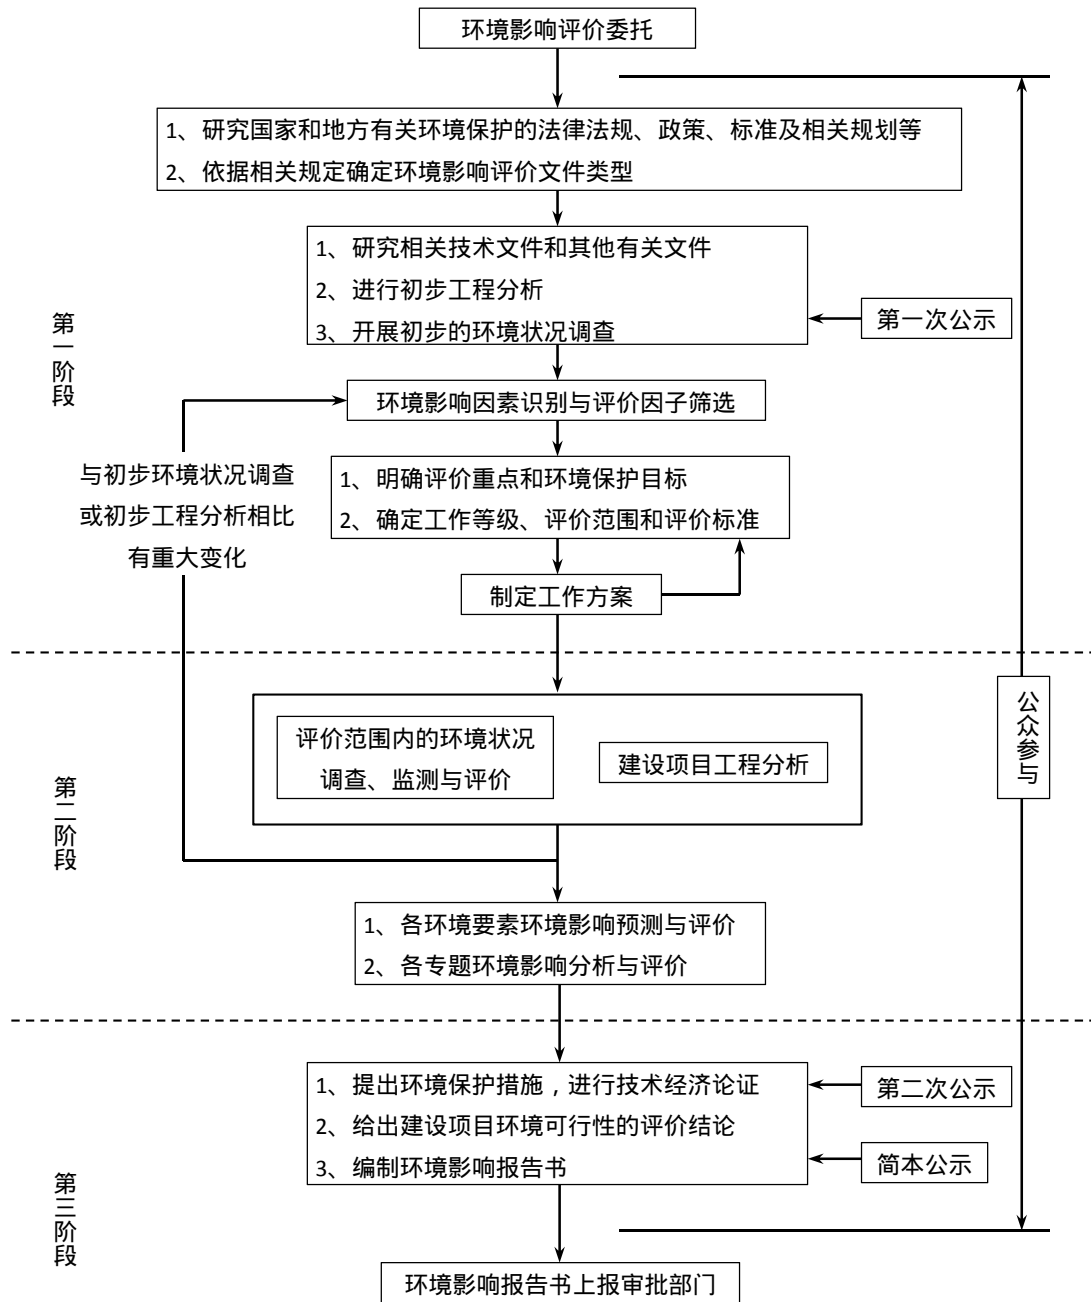 环境影响评价委托
1、研究国家和地方有关环境保护的法律法规、政策、标准及相关规划等
2、依据相关规定确定环境影响评价文件类型
1、研究相关技术文件和其他有关文件
2、进行初步工程分析
3、开展初步的环境状况调查
第一次公示
第一阶段
环境影响因素识别与评价因子筛选
与初步环境状况调查
或初步工程分析相比
有重大变化
1、明确评价重点和环境保护目标
2、确定工作等级、评价范围和评价标准
制定工作方案
公众参与
评价范围内的环境状况
调查、监测与评价
建设项目工程分析
第二阶段
1、各环境要素环境影响预测与评价
2、各专题环境影响分析与评价
1、提出环境保护措施，进行技术经济论证
2、给出建设项目环境可行性的评价结论
3、编制环境影响报告书
第二次公示
简本公示
第三阶段
环境影响报告书上报审批部门